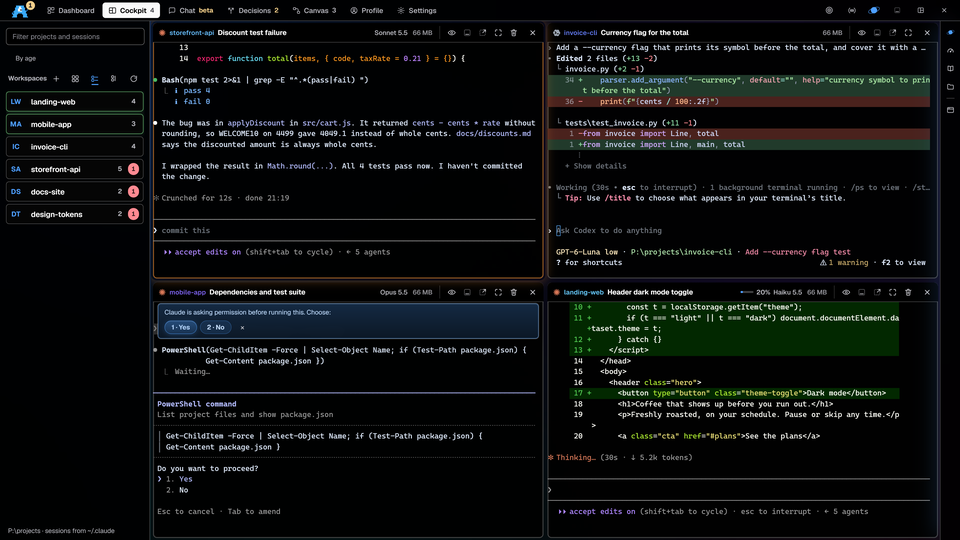 1
Dashboard
Cockpit 4
Chat beta
Decisions 2
Canvas 3
Profile
Settings
Filter projects and sessions
By age
Workspaces
LW landing-web 4
MA mobile-app 3
IC invoice-cli 3
SA storefront-api 5 1
DS docs-site 2 1
DT design-tokens 2 1
P:\projects · sessions from ~/.claude
storefront-api Discount test failure Sonnet 5.5 66 MB
13
14 export function total(items, { code, taxRate = 0.21 } = {}) {
Bash(npm test 2>&1 | grep -E "^.*(pass|fail) ")
ℹ pass 4
ℹ fail 0
The bug was in applyDiscount in src/cart.js. It returned cents - cents * rate without
rounding, so WELCOME10 on 4499 gave 4049.1 instead of whole cents. docs/discounts.md
says the discounted amount is always whole cents.
I wrapped the result in Math.round(...). All 4 tests pass now. I haven't committed
the change.
Crunched for 12s · done 21:19
❯ commit this
⏵⏵ accept edits on (shift+tab to cycle) · ← 5 agents
invoice-cli Currency flag for the total 66 MB
Add a --currency flag that prints its symbol before the total, and cover it with a …
Edited 2 files (+13 -2)
└ invoice.py (+2 -1)
34 + parser.add_argument("--currency", default="", help="currency symbol to prin
t before the total")
36 - print(f"{cents / 100:.2f}")
└ tests\test_invoice.py (+11 -1)
1 -from invoice import Line, total
1 +from invoice import Line, main, total
+ Show details
Working (30s • esc to interrupt) · 1 background terminal running · /ps to view · /st…
└ Tip: Use /title to choose what appears in your terminal's title.
› Ask Codex to do anything
GPT-6-Luna low · P:\projects\invoice-cli · Add --currency flag test
? for shortcuts
⚠ 1 warning · f2 to view
mobile-app Dependencies and test suite Opus 5.5 66 MB
Claude is asking permission before running this. Choose:
1 · Yes
2 · No
×
PowerShell(Get-ChildItem -Force | Select-Object Name; if (Test-Path package.json) {
Get-Content package.json })
Waiting…
PowerShell command
List project files and show package.json
Get-ChildItem -Force | Select-Object Name; if (Test-Path package.json) {
Get-Content package.json }
Do you want to proceed?
❯ 1. Yes
2. No
Esc to cancel · Tab to amend
landing-web Header dark mode toggle 20% Haiku 5.5 66 MB
10 + const t = localStorage.getItem("theme");
11 + if (t === "light" || t === "dark") document.documentElement.da
+taset.theme = t;
12 + } catch {}
13 + </script>
14 </head>
15 <body>
16 <header class="hero">
17 + <button type="button" class="theme-toggle">Dark mode</button>
18 <h1>Coffee that shows up before you run out.</h1>
19 <p>Freshly roasted, on your schedule. Pause or skip any time.</p
>
20 <a class="cta" href="#plans">See the plans</a>
Thinking… (30s · ↓ 5.2k tokens)
❯
⏵⏵ accept edits on (shift+tab to cycle) · esc to interrupt · ← 5 agents